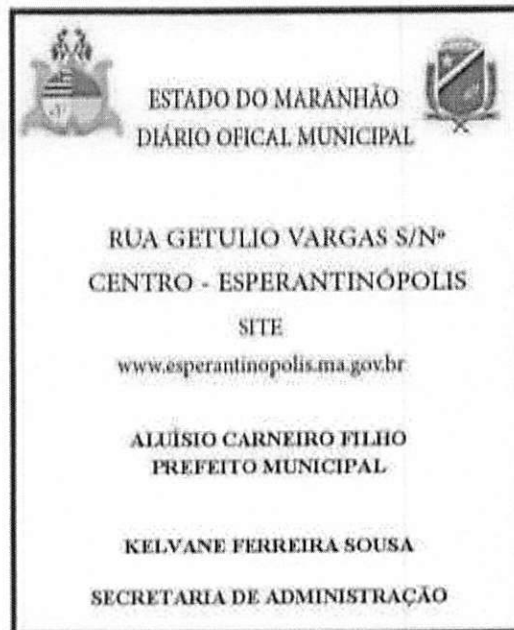 ESTADO DO MARANHÃO
DIÁRIO OFICAL MUNICIPAL
RUA GETULIO VARGAS S/Nº
CENTRO - ESPERANTINÓPOLIS
SITE
www.esperantinopolis.ma.gov.br
ALUÍSIO CARNEIRO FILHO
PREFEITO MUNICIPAL
KELVANE FERREIRA SOUSA
SECRETARIA DE ADMINISTRAÇÃO